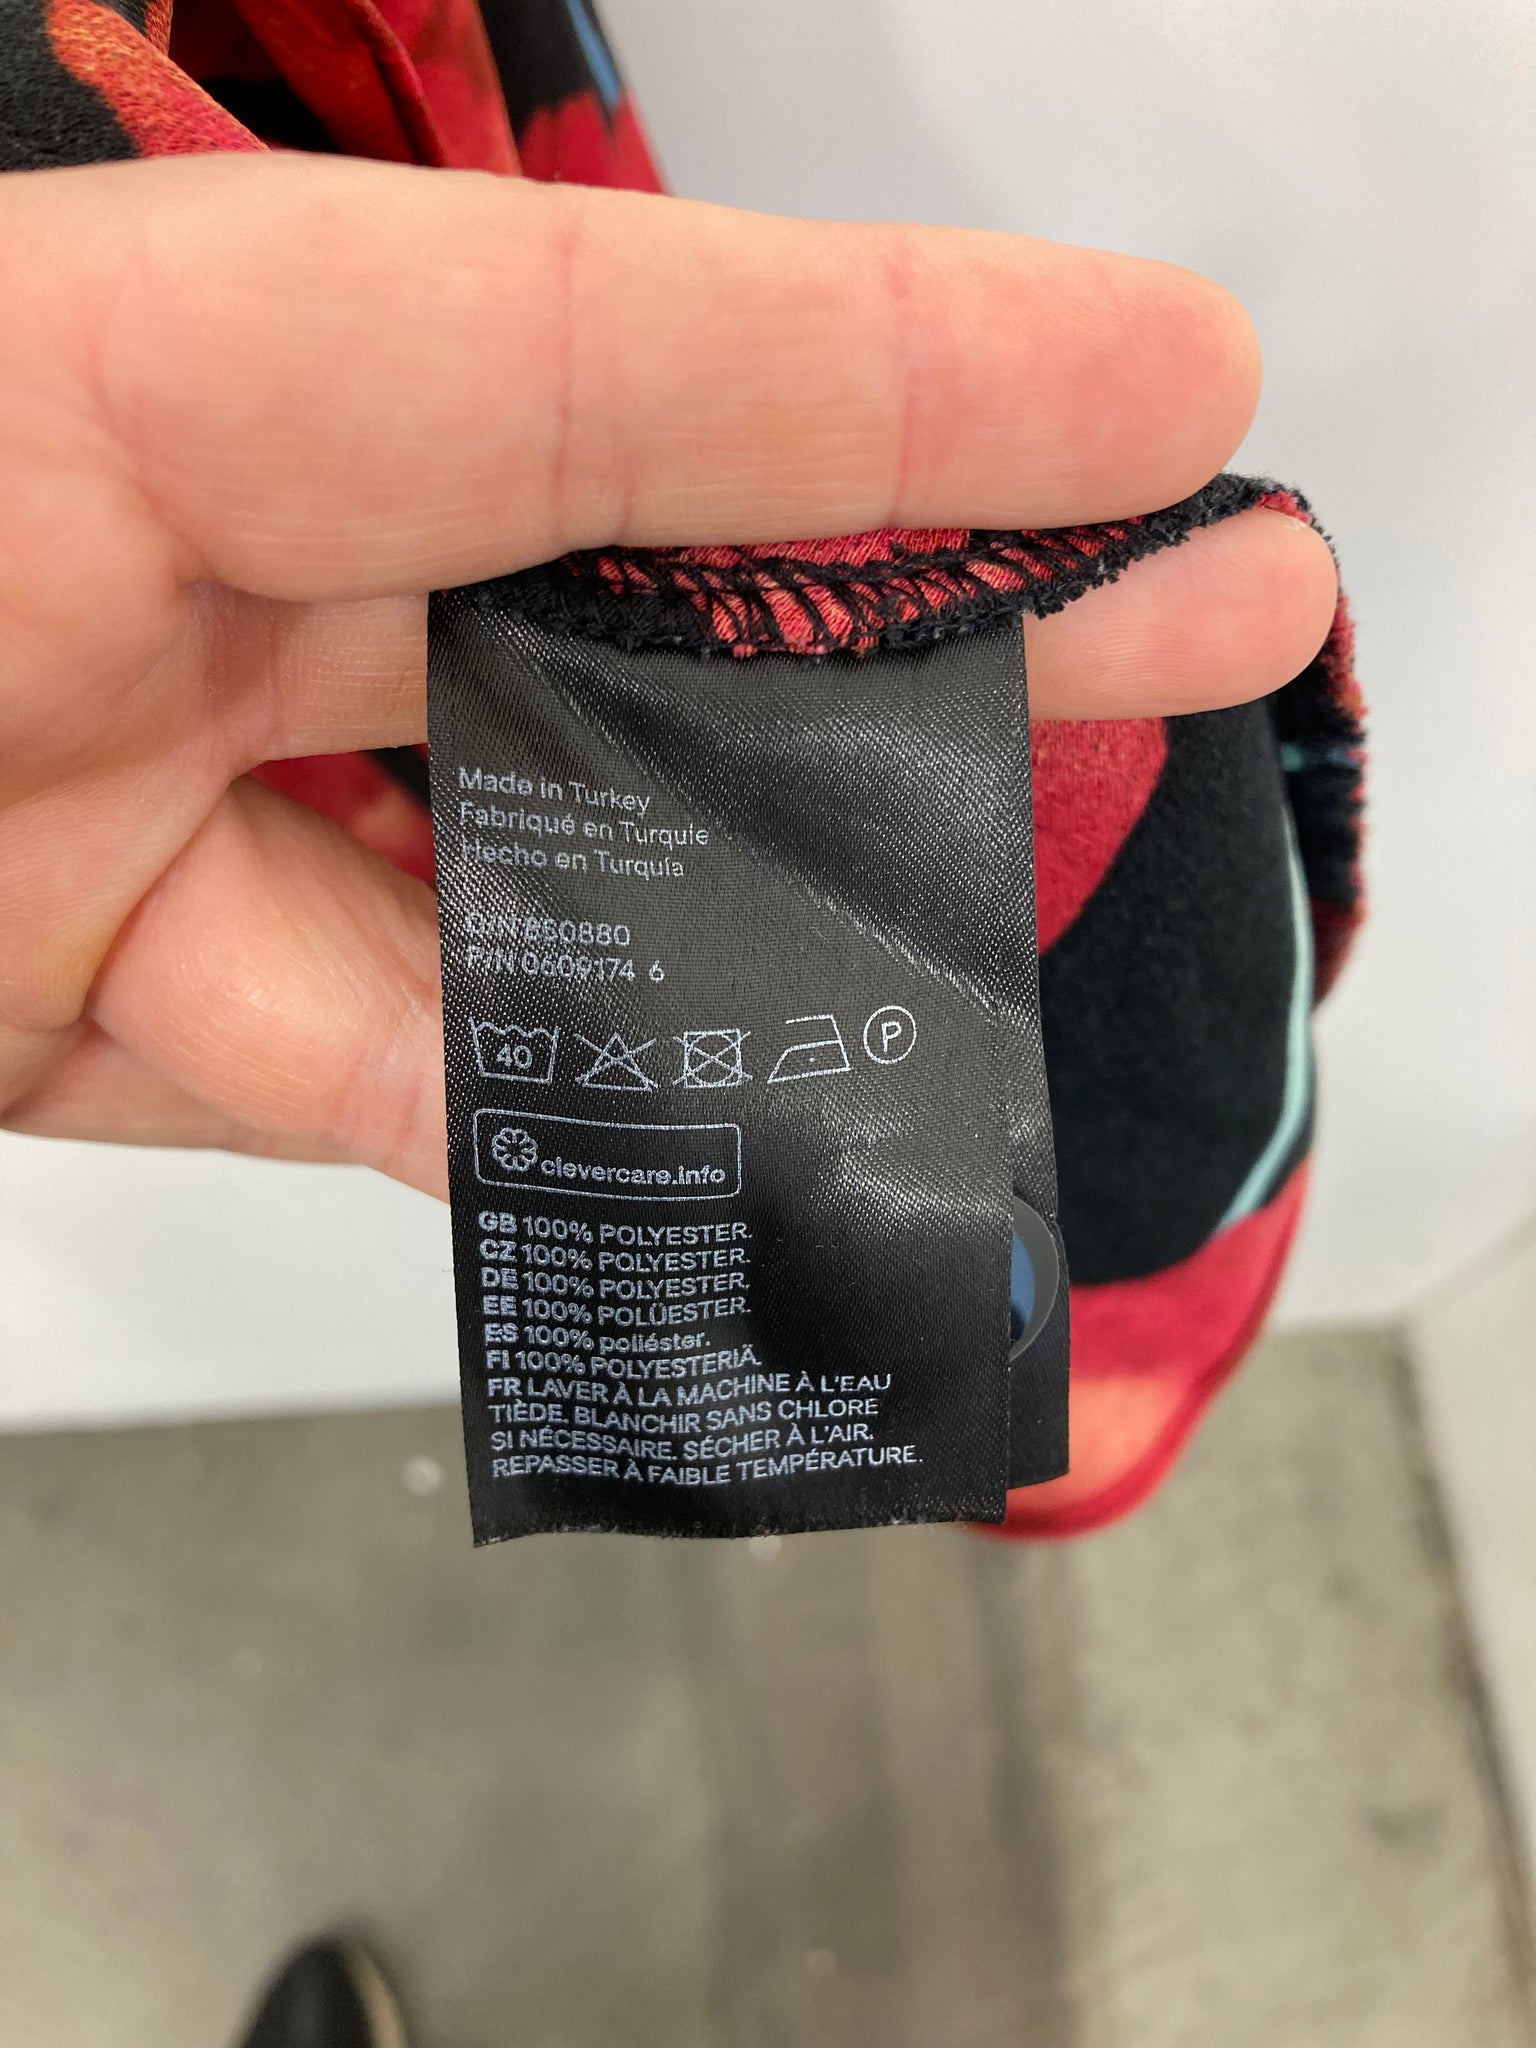 Made in Turkey
Fabriqué en Turquie
Hecho en Turquía
P/N 0609174 6
40
P
clevercare.info
GB 100% POLYESTER.
CZ 100% POLYESTER.
DE 100% POLYESTER.
EE 100% POLÜESTER.
ES 100% poliéster.
FI 100% POLYESTERIÄ.
FR LAVER À LA MACHINE À L'EAU
TIÈDE. BLANCHIR SANS CHLORE
SI NÉCESSAIRE. SÉCHER À L'AIR.
REPASSER À FAIBLE TEMPÉRATURE.